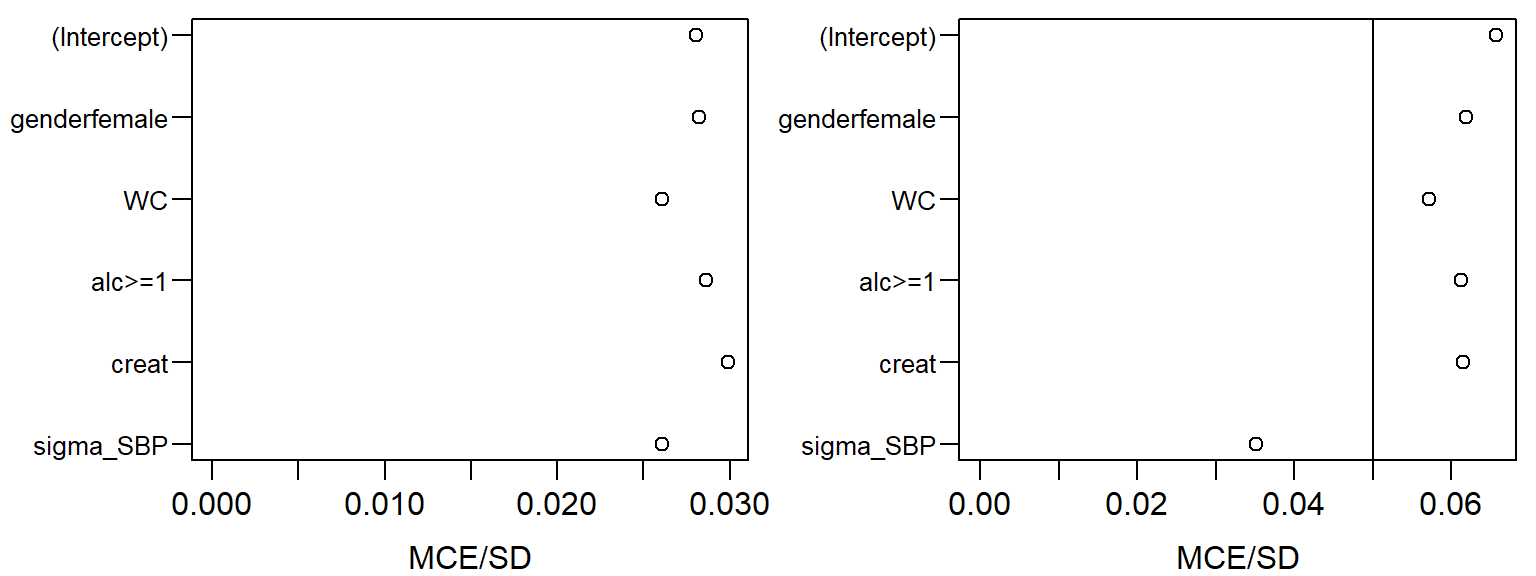 (Intercept)
genderfemale
WC
alc>=1
creat
sigma_SBP
0.000 0.010 0.020 0.030
MCE/SD
(Intercept)
genderfemale
WC
alc>=1
creat
sigma_SBP
0.00 0.02 0.04 0.06
MCE/SD